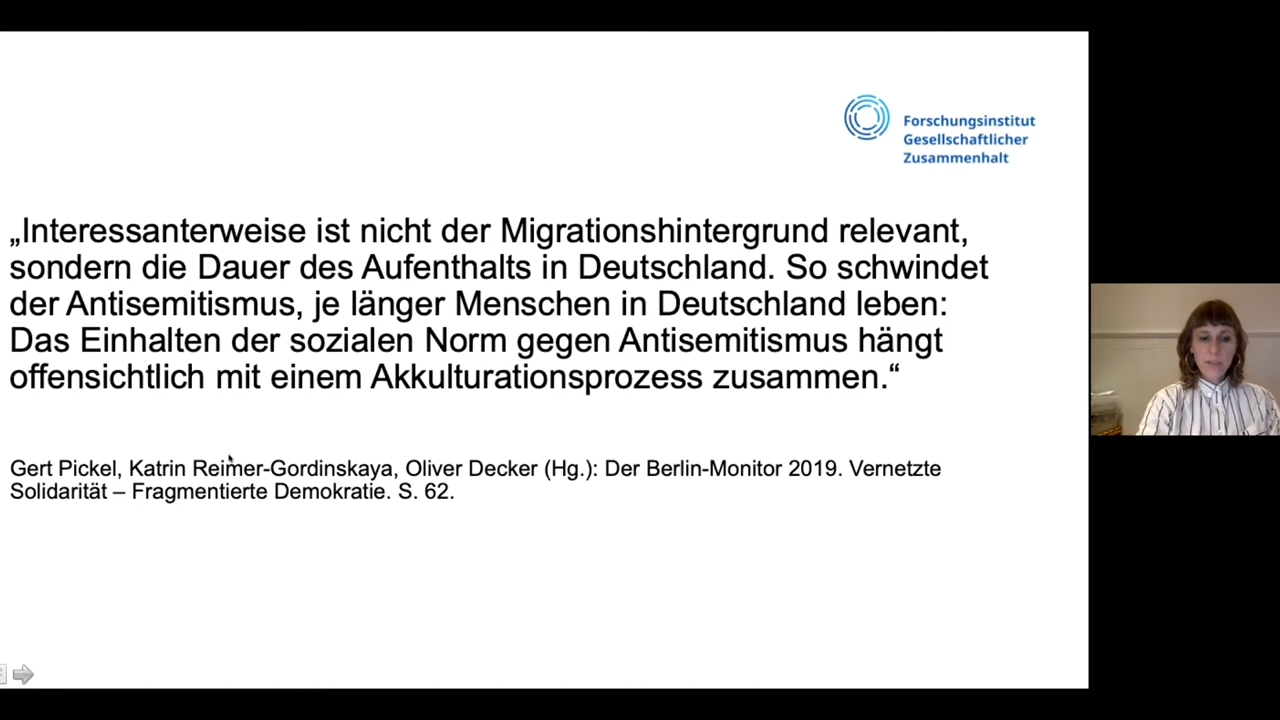 Forschungsinstitut
Gesellschaftlicher
Zusammenhalt
„Interessanterweise ist nicht der Migrationshintergrund relevant,
sondern die Dauer des Aufenthalts in Deutschland. So schwindet
der Antisemitismus, je länger Menschen in Deutschland leben:
Das Einhalten der sozialen Norm gegen Antisemitismus hängt
offensichtlich mit einem Akkulturationsprozess zusammen.“
Gert Pickel, Katrin Reimer-Gordinskaya, Oliver Decker (Hg.): Der Berlin-Monitor 2019. Vernetzte
Solidarität – Fragmentierte Demokratie. S. 62.